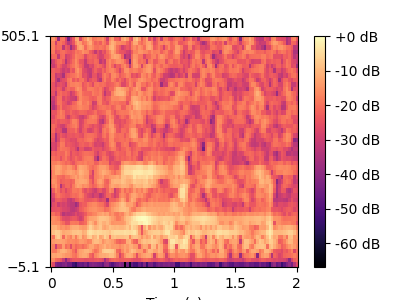 Mel Spectrogram
505.1
−5.1
0
0.5
1
1.5
2
+0 dB
-10 dB
-20 dB
-30 dB
-40 dB
-50 dB
-60 dB